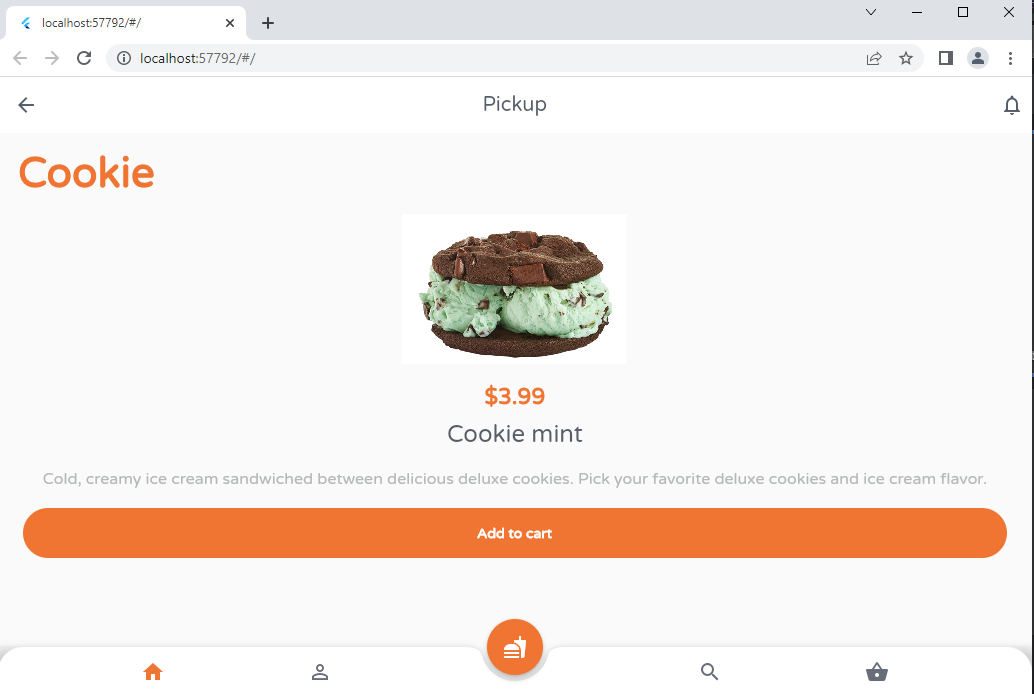 localhost:57792/#/
localhost:57792/#/
Pickup
Cookie
$3.99
Cookie mint
Cold, creamy ice cream sandwiched between delicious deluxe cookies. Pick your favorite deluxe cookies and ice cream flavor.
Add to cart